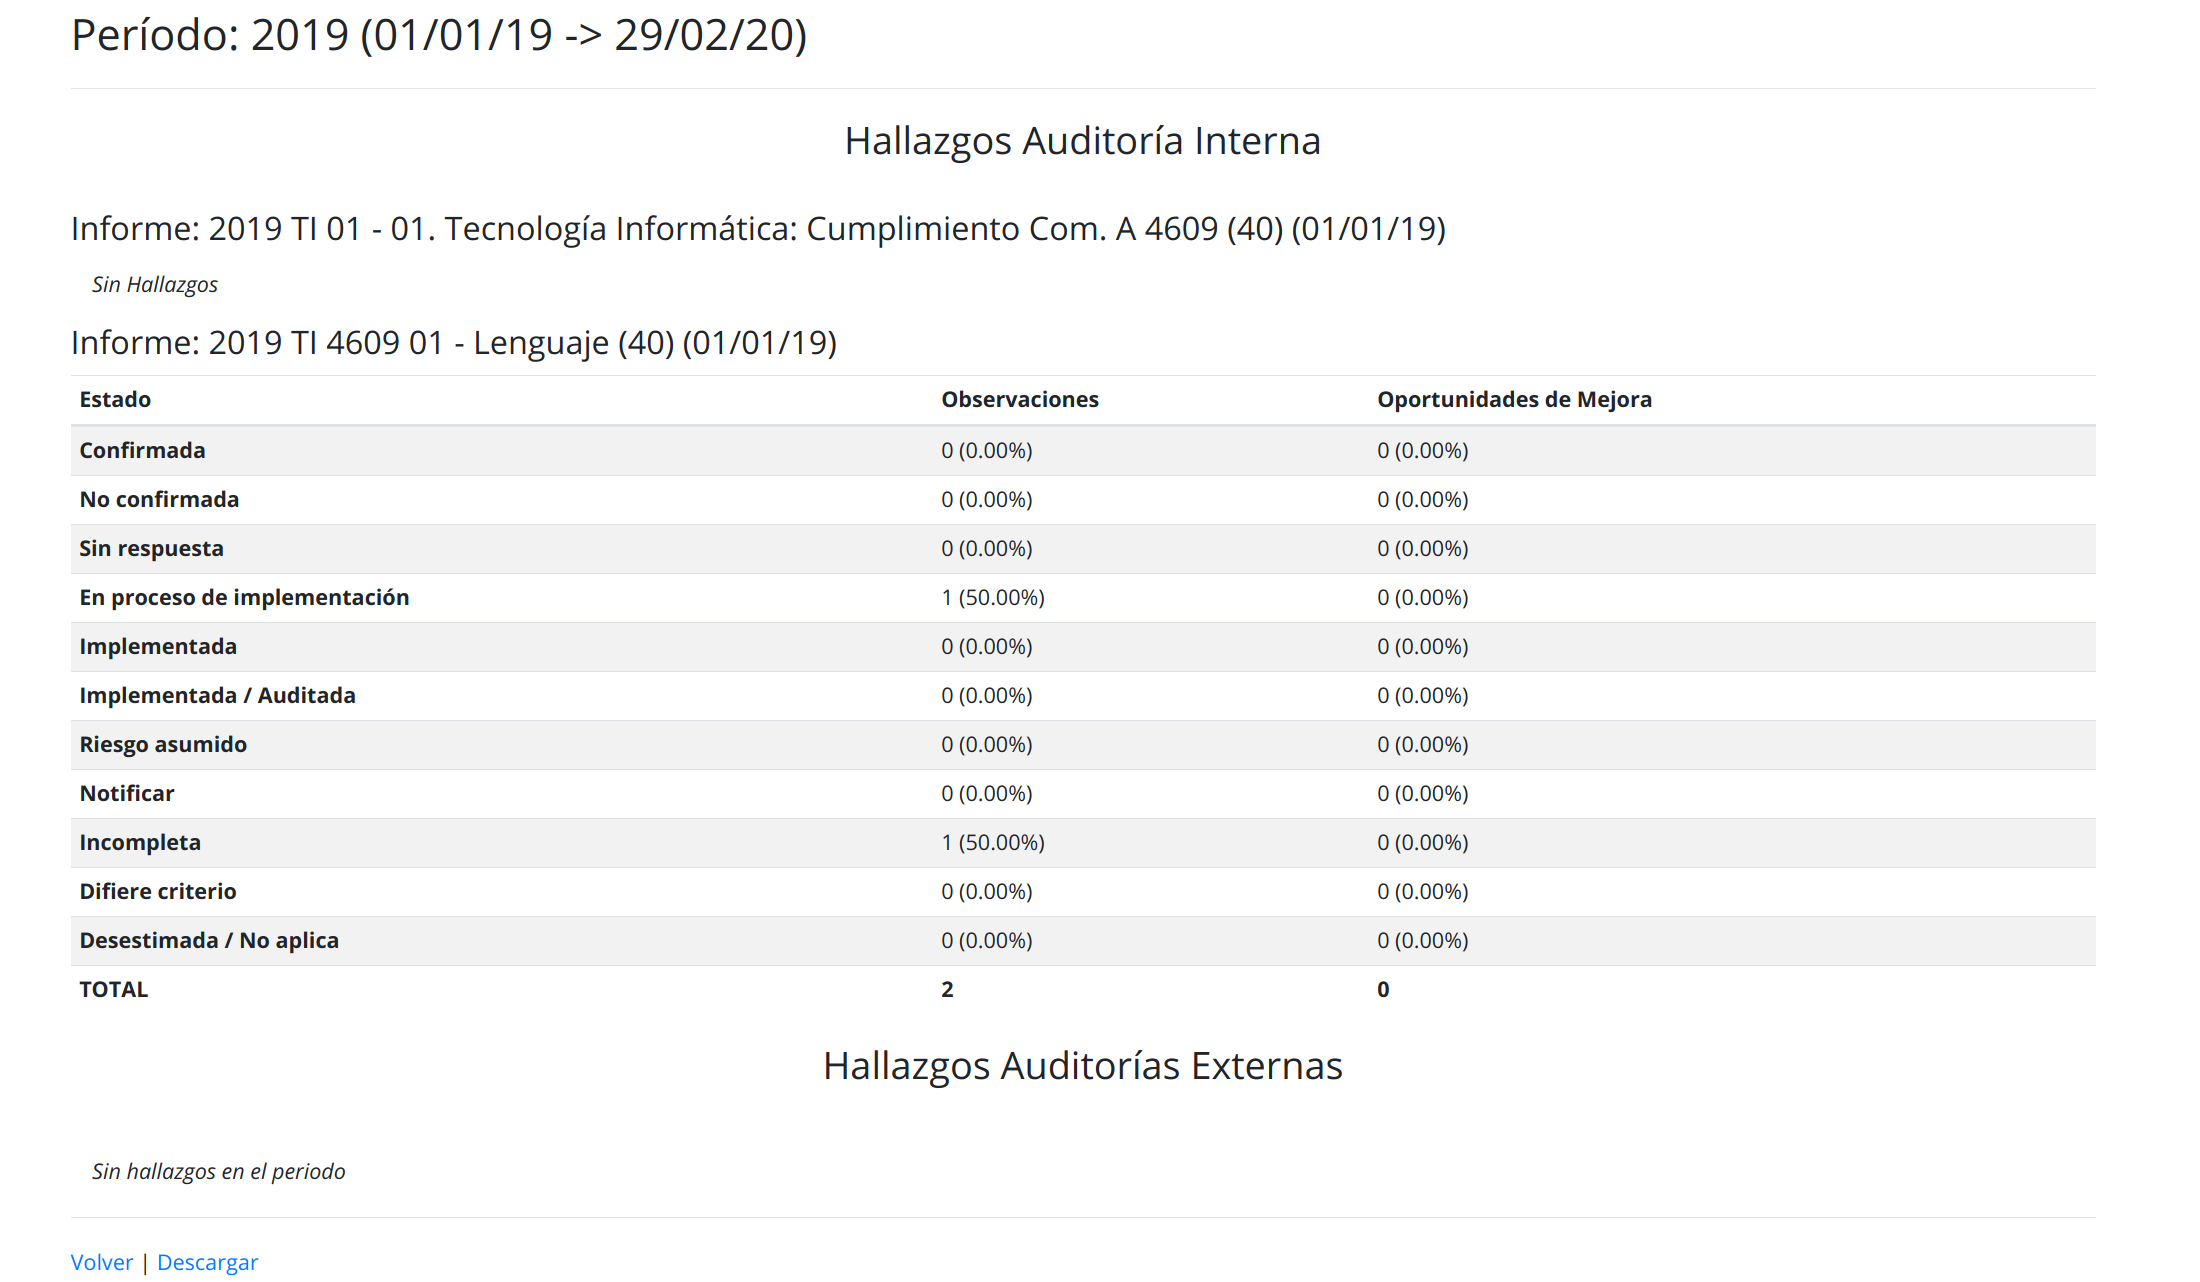 Período: 2019 (01/01/19 -> 29/02/20)
Hallazgos Auditoría Interna
Informe: 2019 TI 01 - 01. Tecnología Informática: Cumplimiento Com. A 4609 (40) (01/01/19)
Sin Hallazgos
Informe: 2019 TI 4609 01 - Lenguaje (40) (01/01/19)
Estado Observaciones Oportunidades de Mejora
Confirmada 0 (0.00%) 0 (0.00%)
No confirmada 0 (0.00%) 0 (0.00%)
Sin respuesta 0 (0.00%) 0 (0.00%)
En proceso de implementación 1 (50.00%) 0 (0.00%)
Implementada 0 (0.00%) 0 (0.00%)
Implementada / Auditada 0 (0.00%) 0 (0.00%)
Riesgo asumido 0 (0.00%) 0 (0.00%)
Notificar 0 (0.00%) 0 (0.00%)
Incompleta 1 (50.00%) 0 (0.00%)
Difiere criterio 0 (0.00%) 0 (0.00%)
Desestimada / No aplica 0 (0.00%) 0 (0.00%)
TOTAL 2 0
Hallazgos Auditorías Externas
Sin hallazgos en el periodo
Volver | Descargar